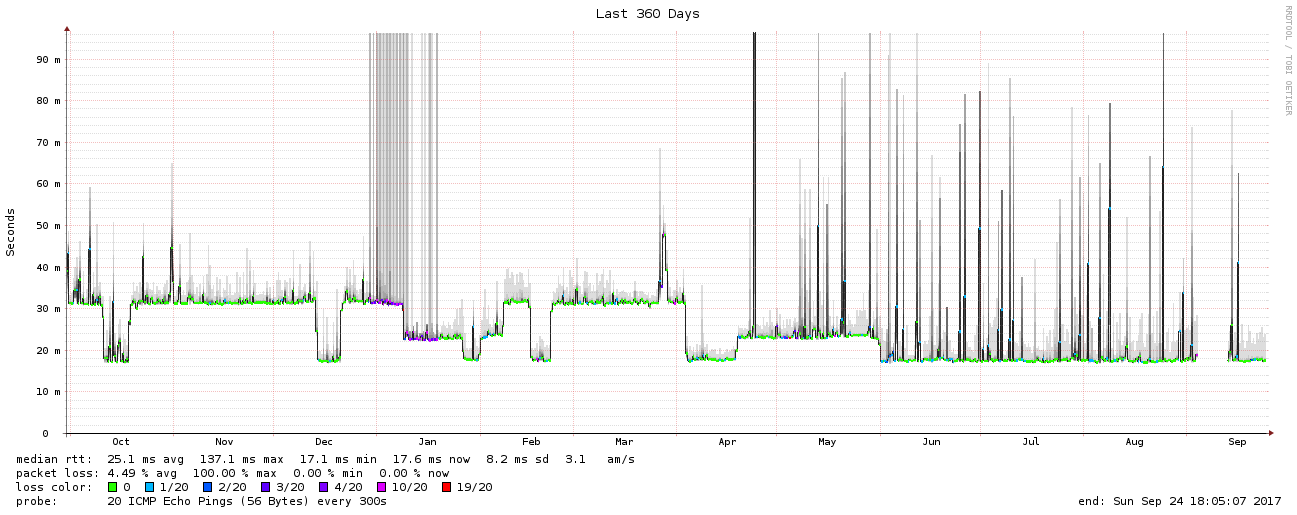 Last 360 Days
RRDTOOL / TOBI OETIKER
Seconds
90 m
80 m
70 m
60 m
50 m
40 m
30 m
20 m
10 m
0
Oct Nov Dec Jan Feb Mar Apr May Jun Jul Aug Sep
median rtt: 25.1 ms avg 137.1 ms max 17.1 ms min 17.6 ms now 8.2 ms sd 3.1 am/s
packet loss: 4.49 % avg 100.00 % max 0.00 % min 0.00 % now
loss color: 0 1/20 2/20 3/20 4/20 10/20 19/20
probe: 20 ICMP Echo Pings (56 Bytes) every 300s
end: Sun Sep 24 18:05:07 2017